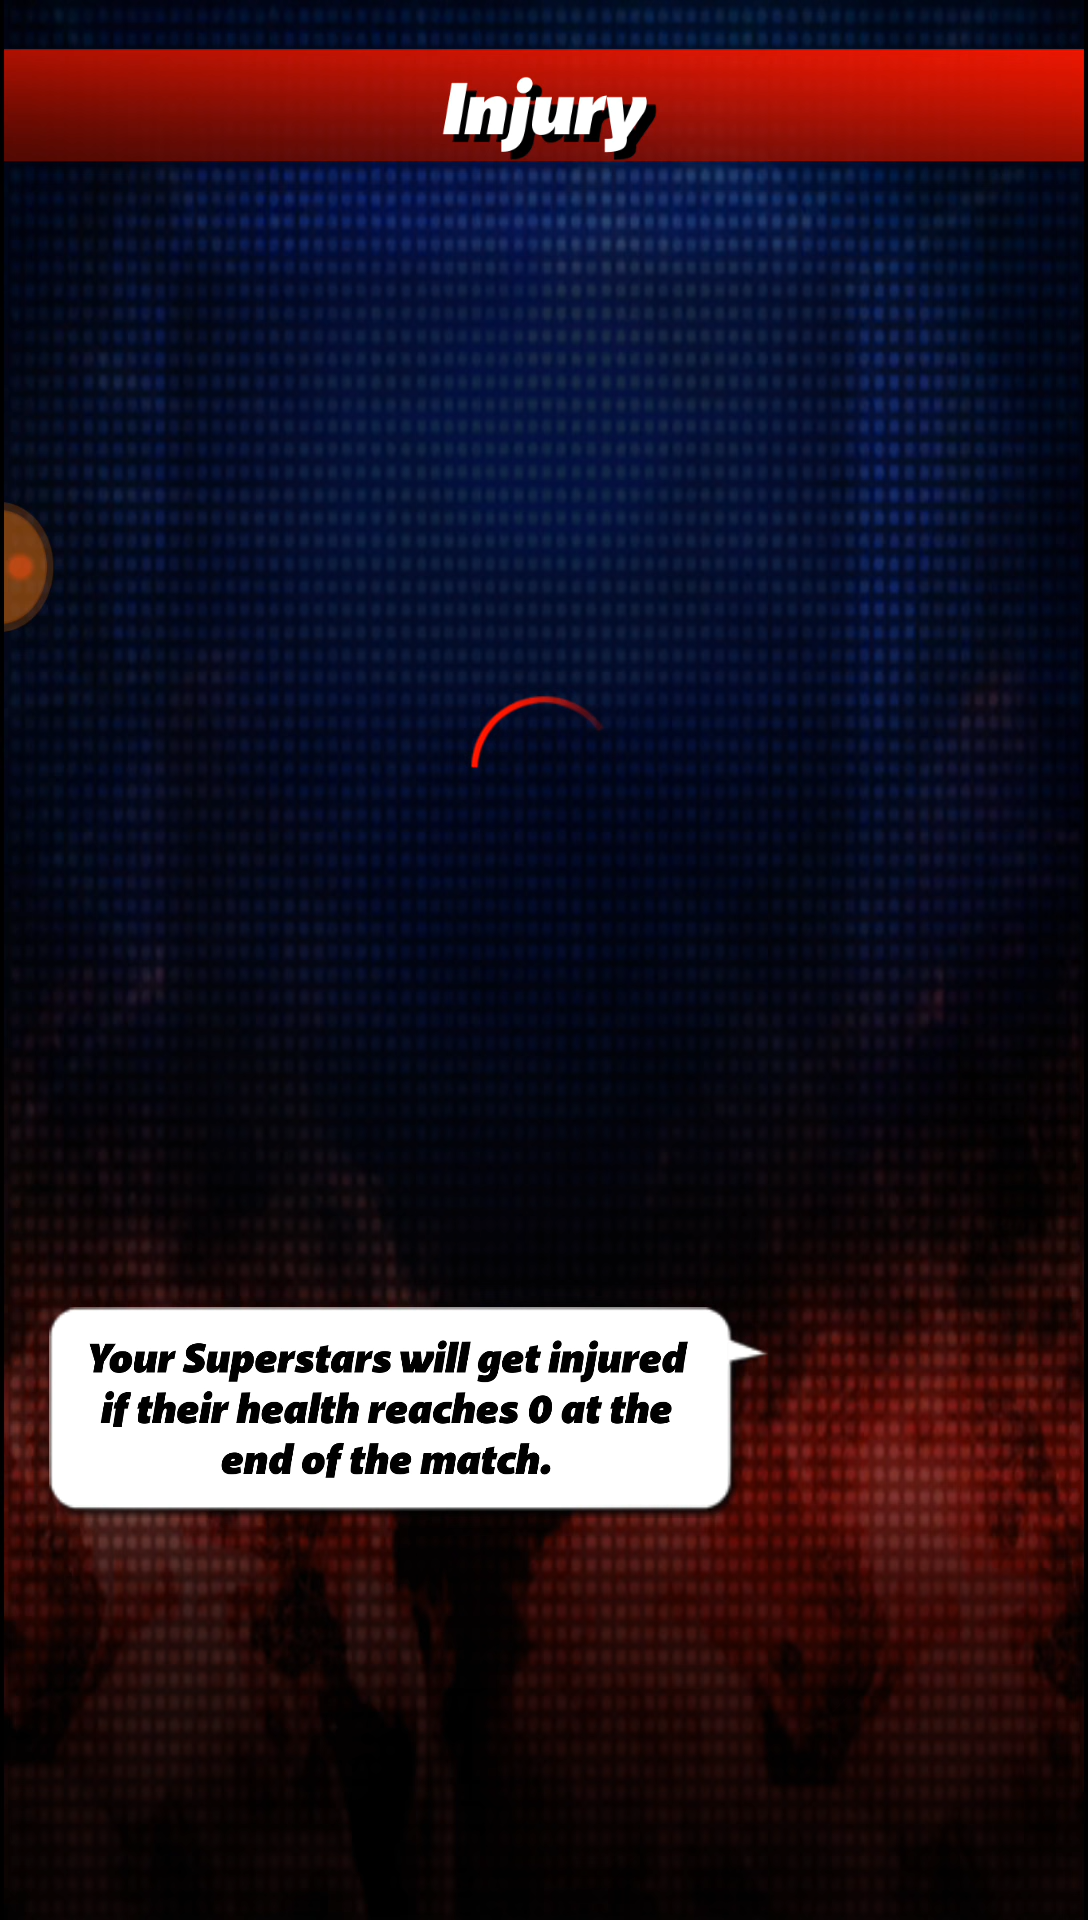 Injury
Your Superstars will get injured
if their health reaches 0 at the
end of the match.